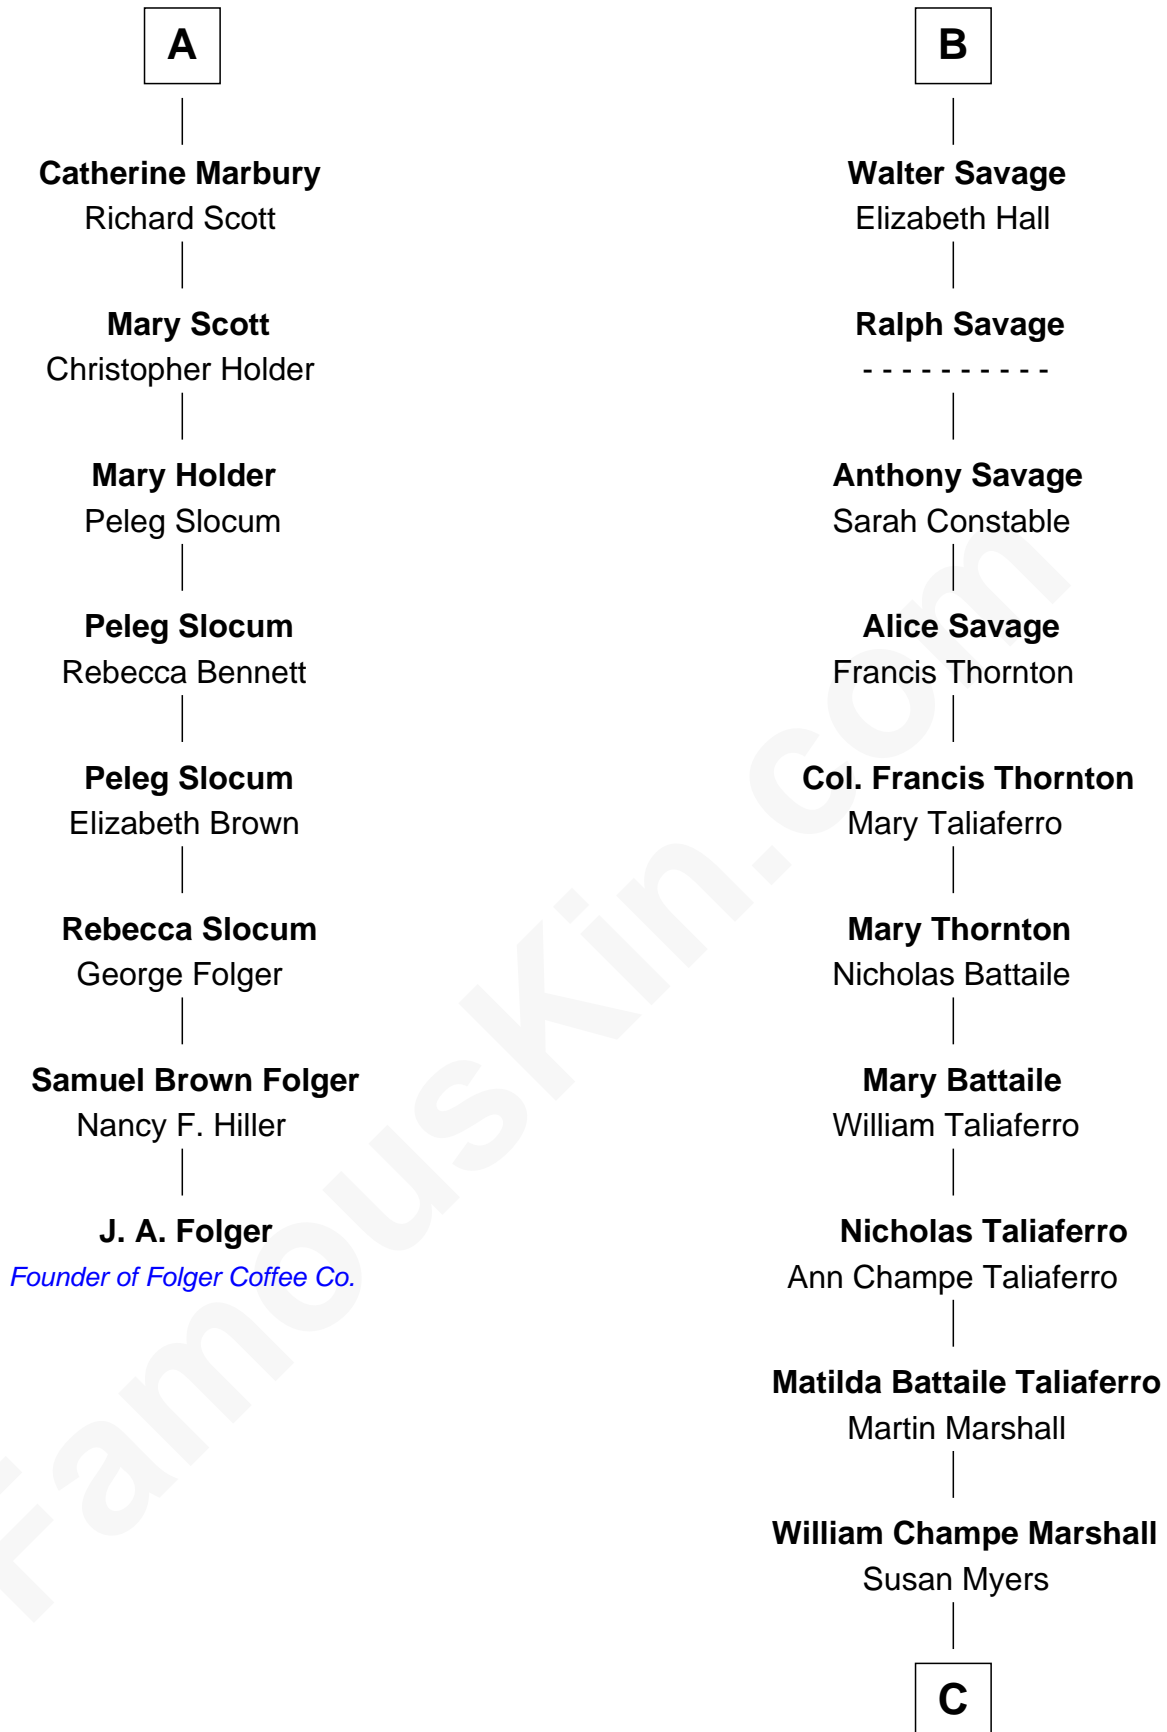 A
Catherine Marbury
Richard Scott
Mary Scott
Christopher Holder
Mary Holder
Peleg Slocum
Peleg Slocum
Rebecca Bennett
Peleg Slocum
Elizabeth Brown
Rebecca Slocum
George Folger
Samuel Brown Folger
Nancy F. Hiller
J. A. Folger
Founder of Folger Coffee Co.
B
Walter Savage
Elizabeth Hall
Ralph Savage
- - - - - - - - - -
Anthony Savage
Sarah Constable
Alice Savage
Francis Thornton
Col. Francis Thornton
Mary Taliaferro
Mary Thornton
Nicholas Battaile
Mary Battaile
William Taliaferro
Nicholas Taliaferro
Ann Champe Taliaferro
Matilda Battaile Taliaferro
Martin Marshall
William Champe Marshall
Susan Myers
C
FamousKin.com